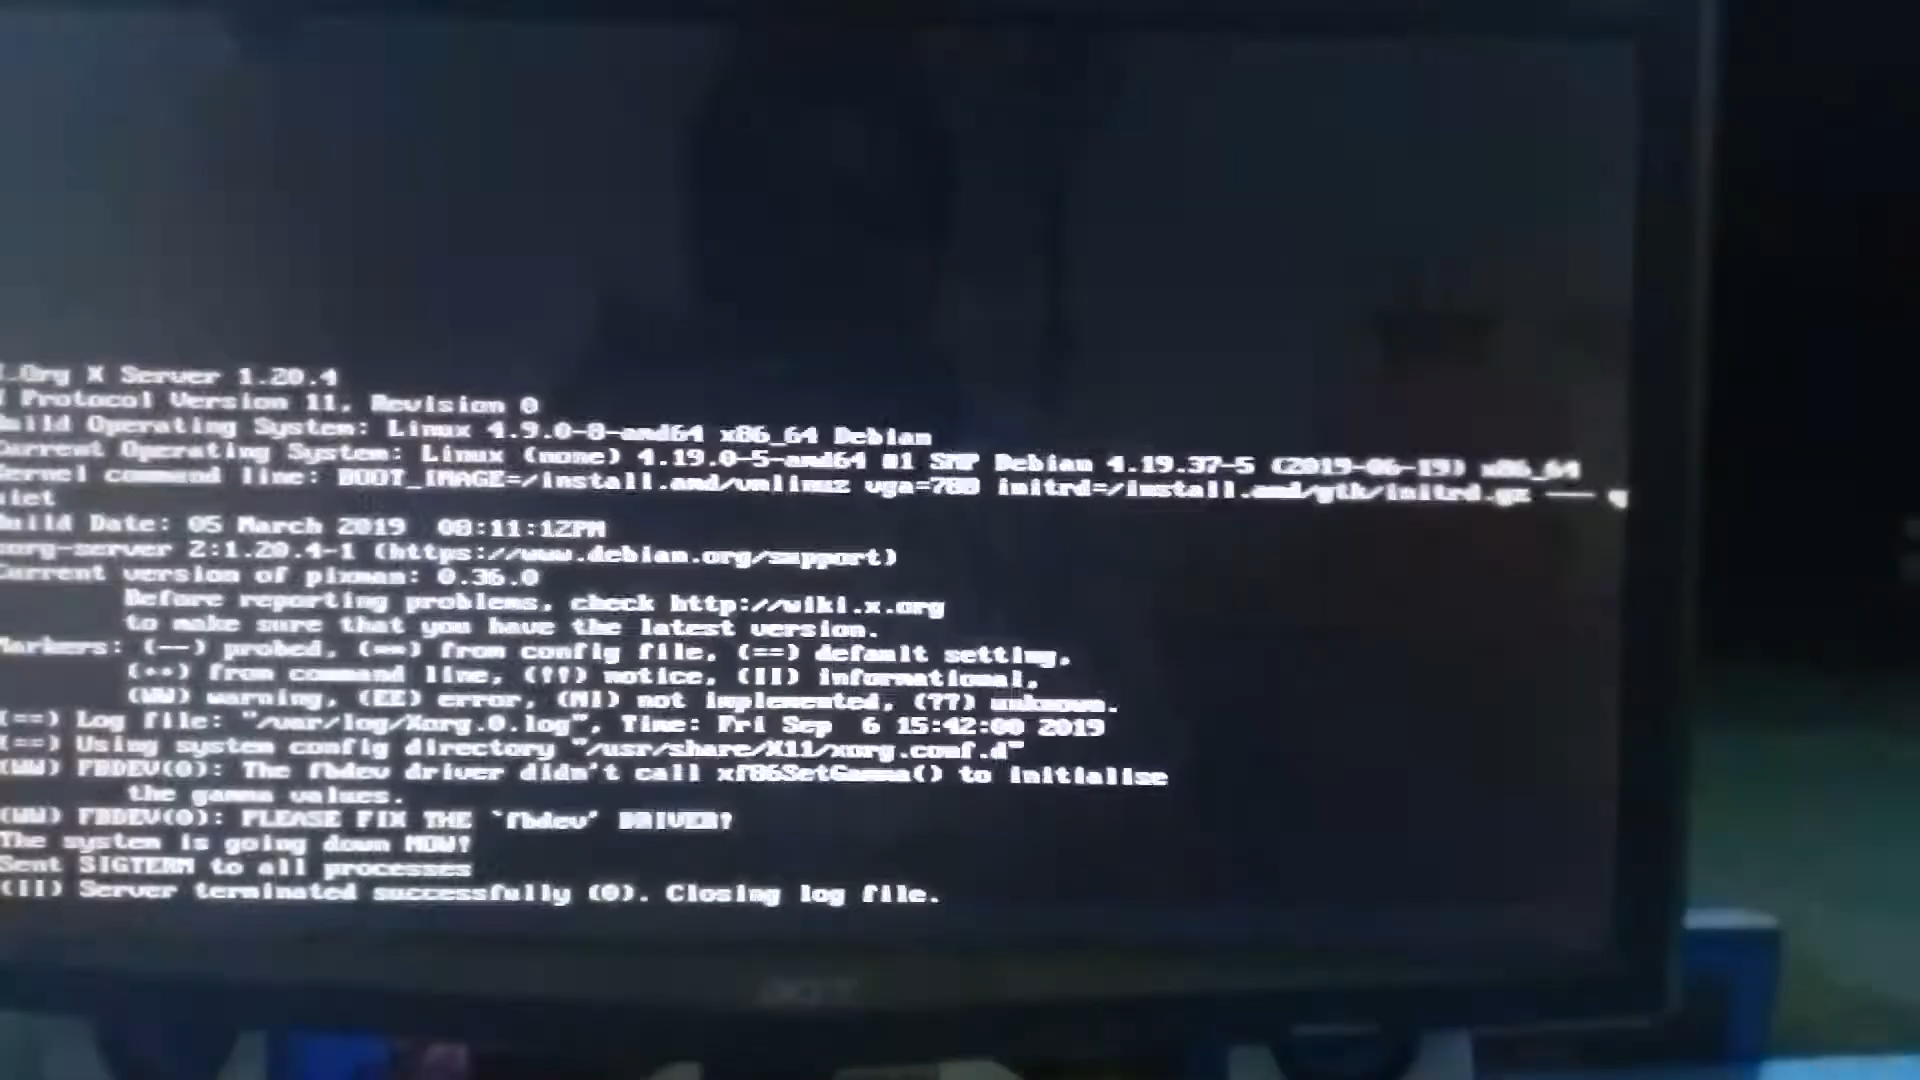 .Org X Server 1.20.4
Protocol Version 11, Revision 0
uild Operating System: Linux 4.9.0-8-amd64 x86_64 Debian
Current Operating System: Linux (none) 4.19.0-5-amd64 #1 SMP Debian 4.19.37-5 (2019-06-19) x86_64
Kernel command line: BOOT_IMAGE=/install.amd/vmlinuz vga=788 initrd=/install.amd/gtk/initrd.gz --- q
uiet
uild Date: 05 March 2019 08:11:12PM
xorg-server 2:1.20.4-1 (https://www.debian.org/support)
Current version of pixman: 0.36.0
Before reporting problems, check http://wiki.x.org
to make sure that you have the latest version.
Markers: (--) probed, (**) from config file, (==) default setting,
(++) from command line, (!!) notice, (II) informational,
(WW) warning, (EE) error, (NI) not implemented, (??) unknown.
(==) Log file: "/var/log/Xorg.0.log", Time: Fri Sep 6 15:42:00 2019
(==) Using system config directory "/usr/share/X11/xorg.conf.d"
(WW) FBDEV(0): The fbdev driver didn't call xf86SetGamma() to initialise
the gamma values.
(WW) FBDEV(0): PLEASE FIX THE `fbdev' DRIVER!
The system is going down NOW!
Sent SIGTERM to all processes
(II) Server terminated successfully (0). Closing log file.
acer